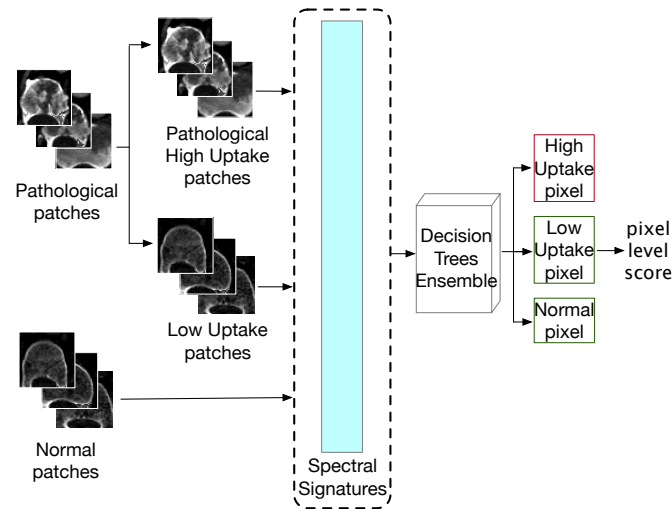 Pathological
patches
Pathological
High Uptake
patches
Low Uptake
patches
Normal
patches
Spectral
Signatures
Decision
Trees
Ensemble
High
Uptake
pixel
Low
Uptake
pixel
Normal
pixel
pixel
level
score